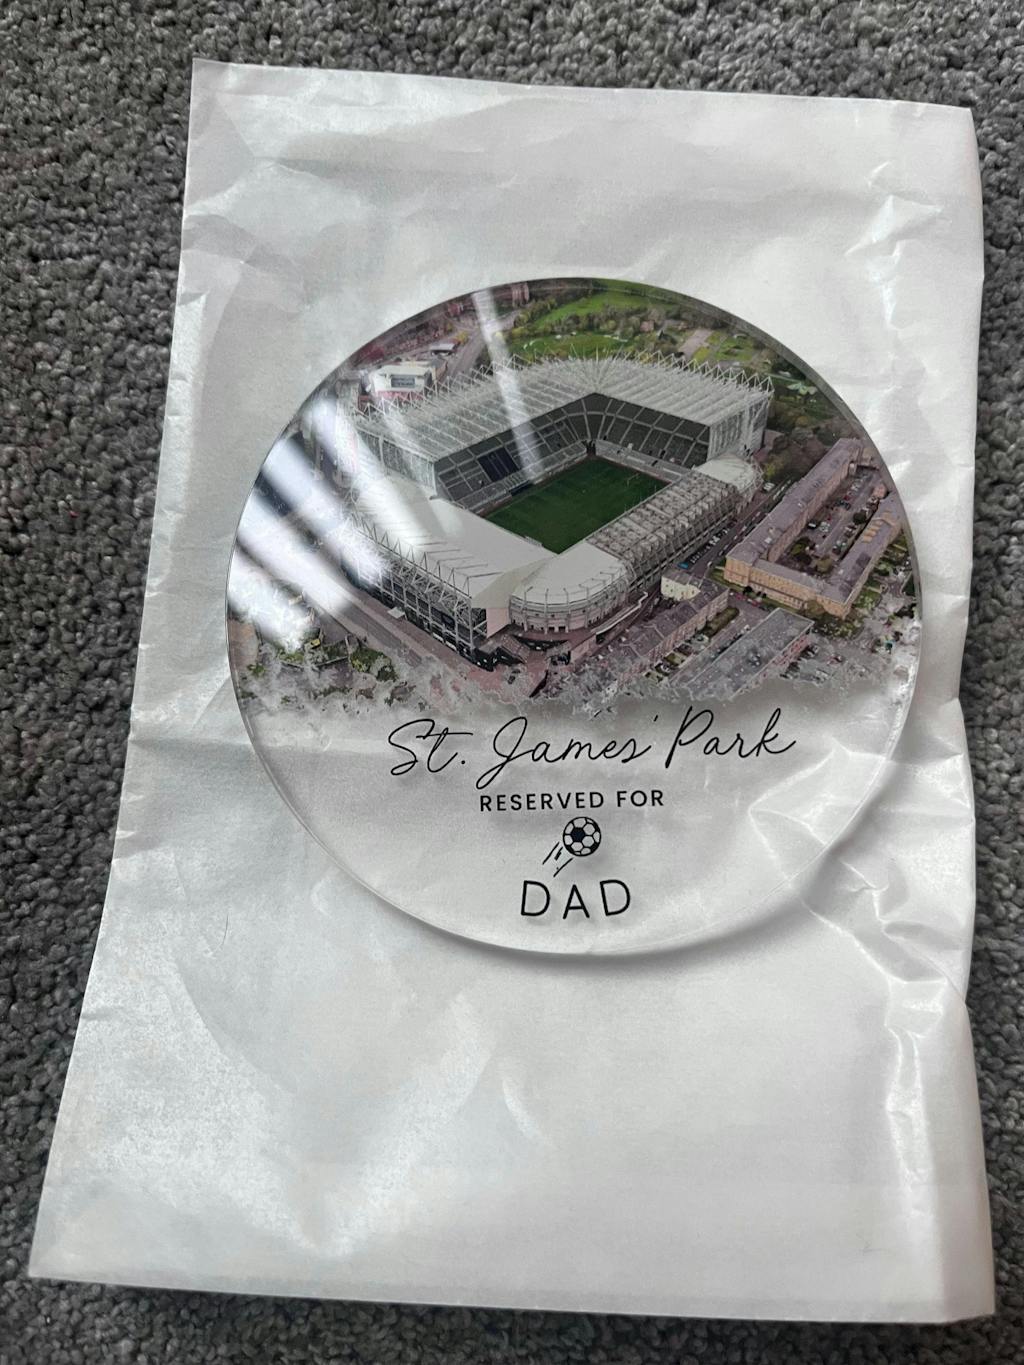 St. James' Park
RESERVED FOR
DAD